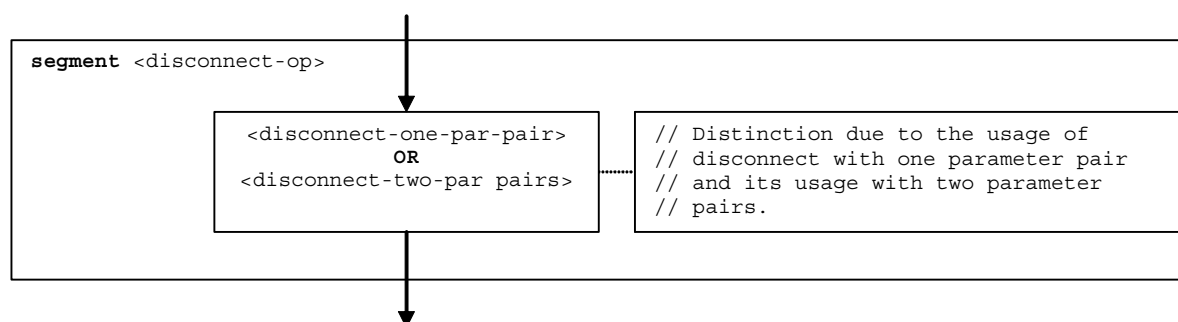 segment <disconnect-op>
<disconnect-one-par-pair>
OR
<disconnect-two-par pairs>
// Distinction due to the usage of
// disconnect with one parameter pair
// and its usage with two parameter
// pairs.